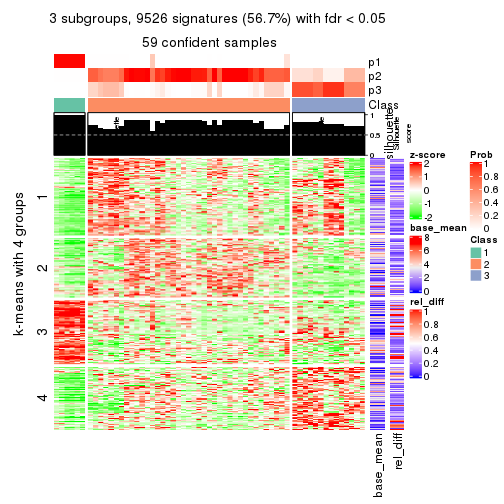 3 subgroups, 9526 signatures (56.7%) with fdr < 0.05
59 confident samples
p1
p2
p3
Class
1
0.5
0
silhouette
Silhouette
score
k-means with 4 groups
1
2
3
4
base_mean
rel_diff
z-score
2
1
0
-1
-2
base_mean
8
6
4
2
0
rel_diff
1
0.8
0.6
0.4
0.2
0
Prob
1
0.8
0.6
0.4
0.2
0
Class
1
2
3